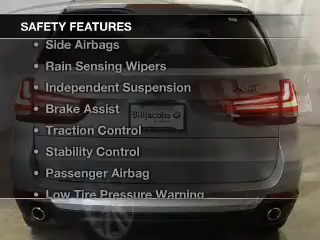 SAFETY FEATURES
Side Airbags
Rain Sensing Wipers
Independent Suspension
Brake Assist
Traction Control
BillJacobs
Stability Control
Passenger Airbag
Low Tire Pressure Warning